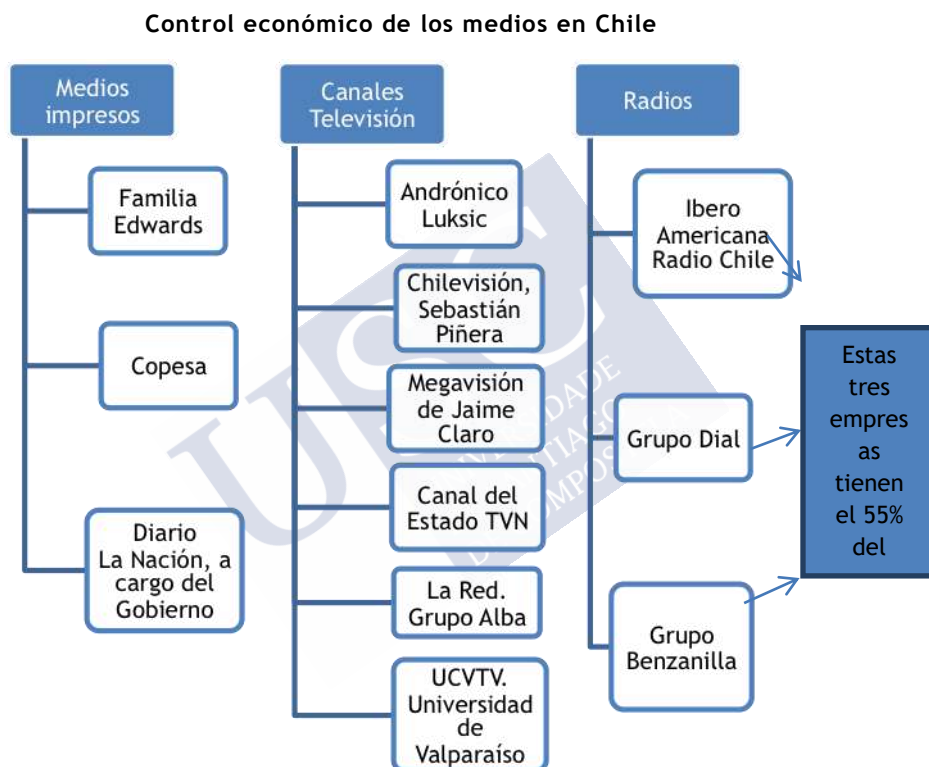 Control económico de los medios en Chile
Medios
impresos
Familia
Edwards
Copesa
Diario
La Nación, a
cargo del
Gobierno
Canales
Televisión
Andrónico
Luksic
Chilevisión,
Sebastián
Piñera
Megavisión
de Jaime
Claro
Canal del
Estado TVN
La Red.
Grupo Alba
UCVTV.
Universidad
de
Valparaíso
Radios
Ibero
Americana
Radio Chile
Grupo Dial
Grupo
Benzanilla
Estas
tres
empres
as
tienen
el 55%
del
USC